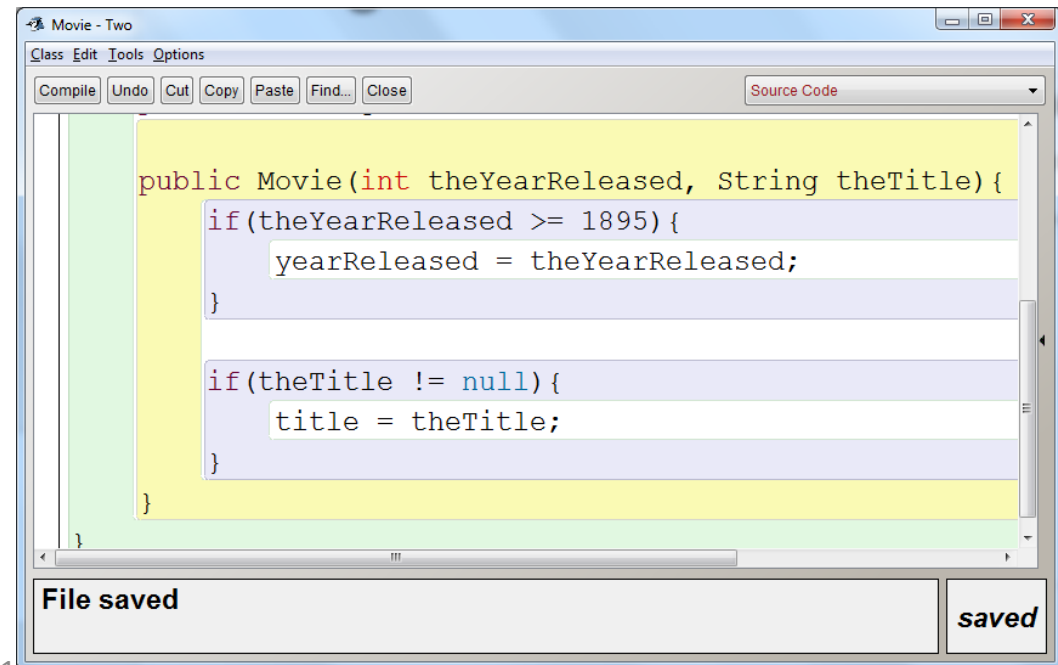 Movie - Two
Class Edit Tools Options
Compile Undo Cut Copy Paste Find... Close Source Code
public Movie(int theYearReleased, String theTitle){
if(theYearReleased >= 1895){
yearReleased = theYearReleased;
}
if(theTitle != null){
title = theTitle;
}
}
}
File saved
saved